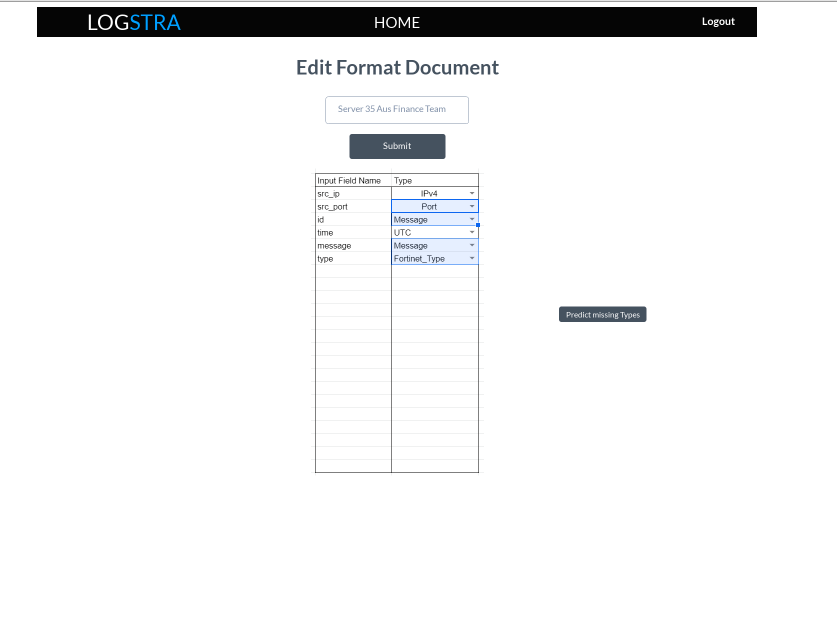 LOGSTRA HOME Logout
Edit Format Document
Server 35 Aus Finance Team
Submit
Input Field Name Type
src_ip IPv4
src_port Port
id Message
time UTC
message Message
type Fortinet_Type
Predict missing Types